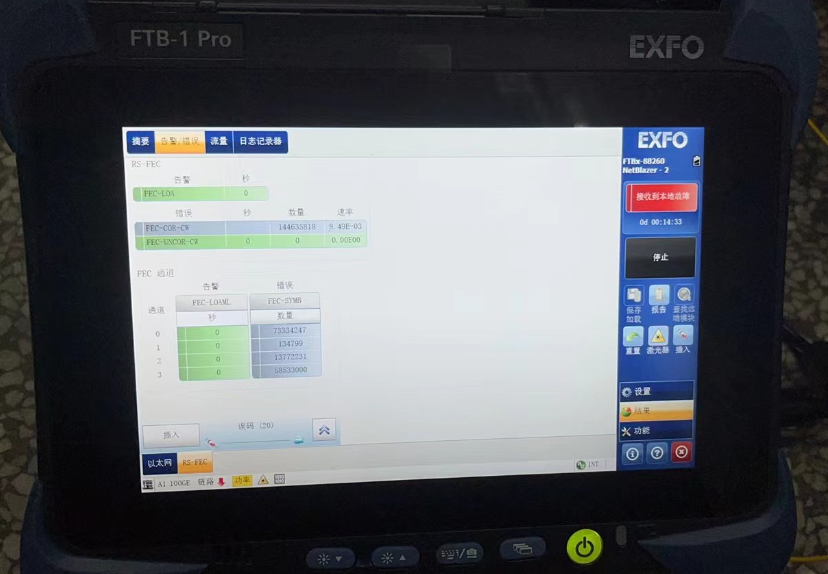 FTB-1 Pro
EXFO
摘要 告警/错误 流量 日志记录器
EXFO
RS-FEC
FTBx-88260
NetBlazer - 2
告警 秒
FEC-LOA 0
接收到本地故障
错误 秒 数量 速率
0d 00:14:33
FEC-COR-CW 144635818 9.49E-03
FEC-UNCOR-CW 0 0 0.00E00
停止
FEC 通道
告警 错误
通道 FEC-LOAML FEC-SYMB
秒 数量
0 0 73334247
1 0 134799
2 0 13772231
3 0 58533000
保存 报告 查找远
加载 端模块
重置 激光器 插入
设置
结果
功能
插入 误码 (20)
以太网 RS-FEC
INT
A1 100GE 链路 功率